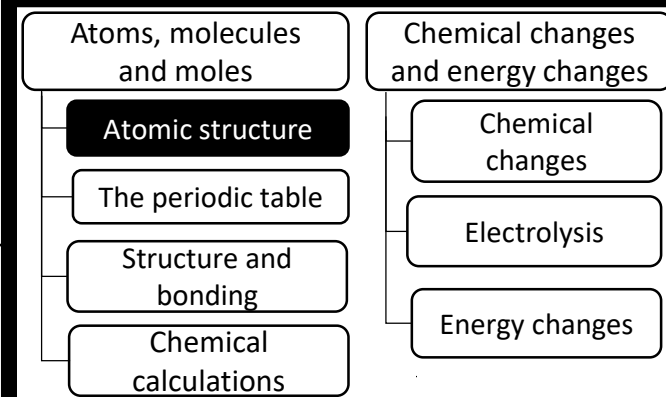 Atoms, molecules
and moles
Atomic structure
The periodic table
Structure and
bonding
Chemical
calculations
Chemical changes
and energy changes
Chemical
changes
Electrolysis
Energy changes